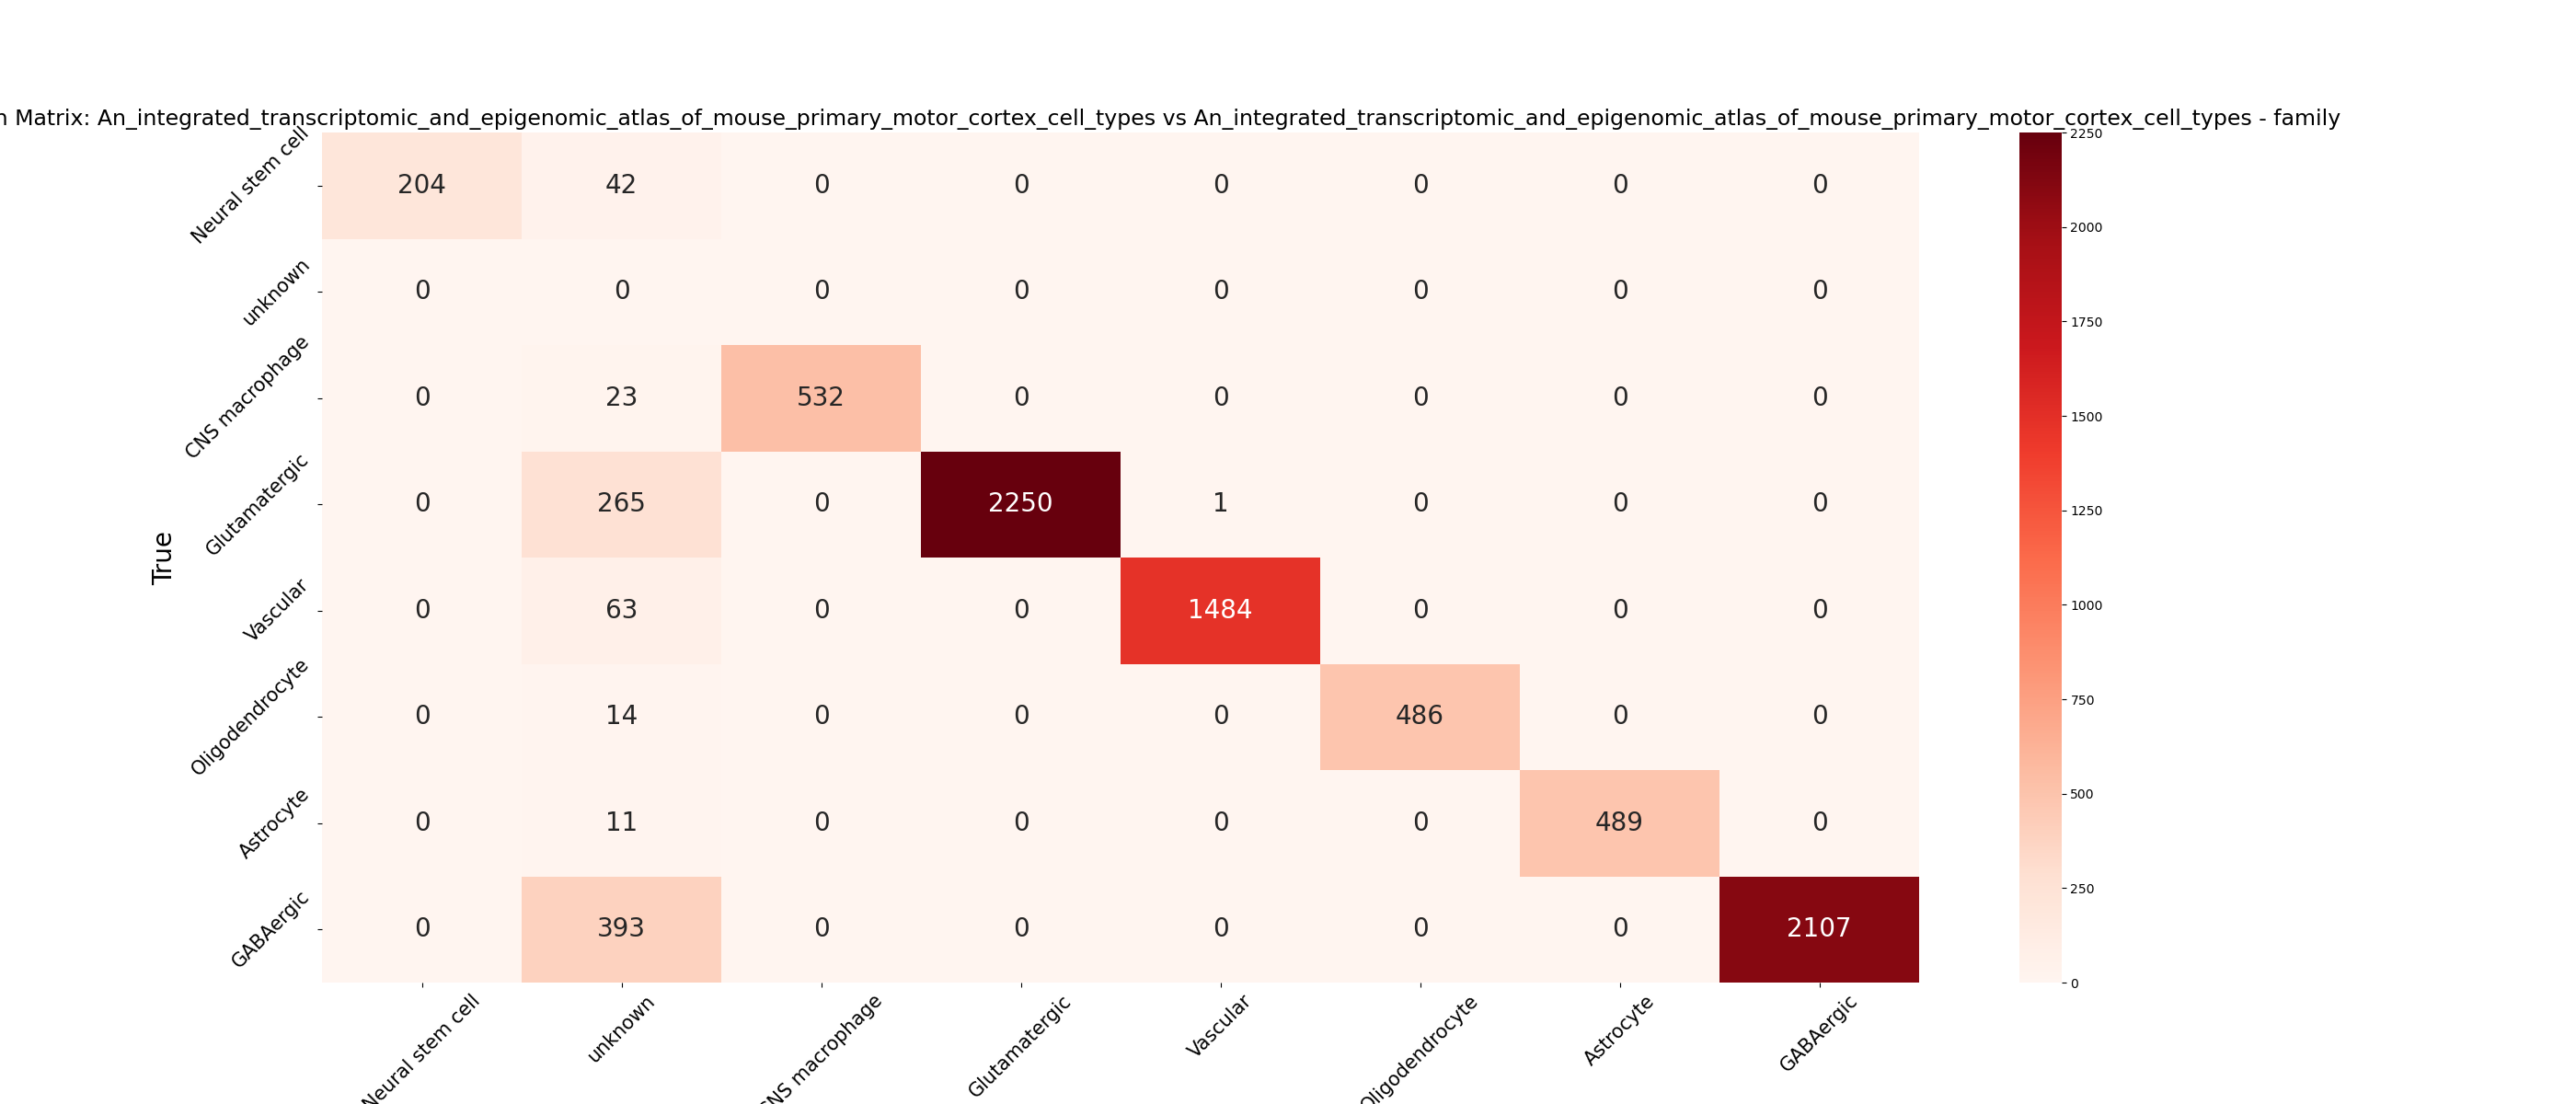 n Matrix: An_integrated_transcriptomic_and_epigenomic_atlas_of_mouse_primary_motor_cortex_cell_types vs An_integrated_transcriptomic_and_epigenomic_atlas_of_mouse_primary_motor_cortex_cell_types - family
True
Neural stem cell 204 42 0 0 0 0 0 0
unknown 0 0 0 0 0 0 0 0
CNS macrophage 0 23 532 0 0 0 0 0
Glutamatergic 0 265 0 2250 1 0 0 0
Vascular 0 63 0 0 1484 0 0 0
Oligodendrocyte 0 14 0 0 0 486 0 0
Astrocyte 0 11 0 0 0 0 489 0
GABAergic 0 393 0 0 0 0 0 2107
Neural stem cell unknown CNS macrophage Glutamatergic Vascular Oligodendrocyte Astrocyte GABAergic
2250
2000
1750
1500
1250
1000
750
500
250
0